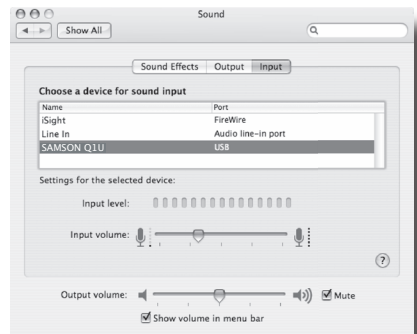 Sound
Show All
Sound Effects Output Input
Choose a device for sound input
Name Port
iSight FireWire
Line In Audio line-in port
SAMSON Q1U USB
Settings for the selected device:
Input level:
Input volume:
?
Output volume: Mute
Show volume in menu bar